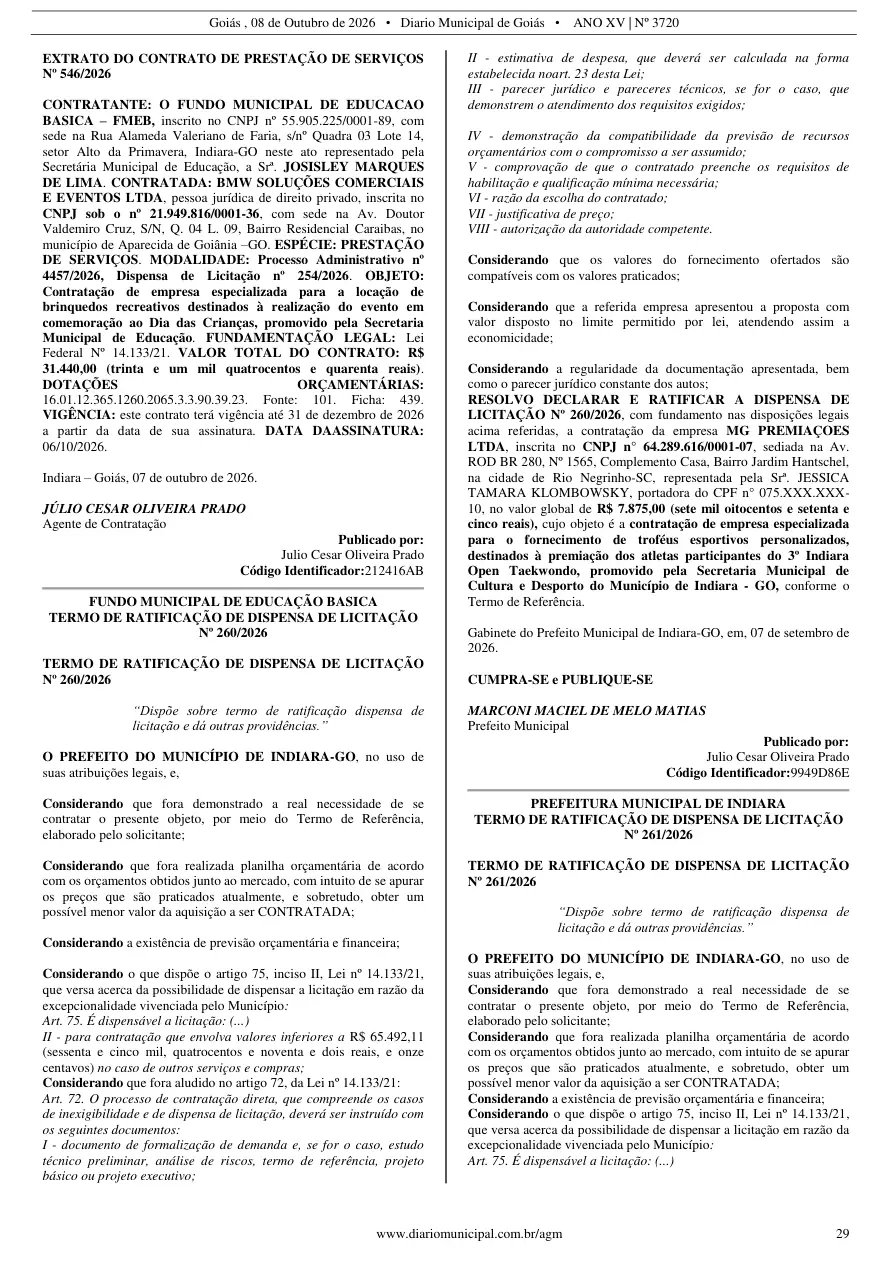 Goiás , 08 de Outubro de 2026 • Diario Municipal de Goiás • ANO XV | Nº 3720
EXTRATO DO CONTRATO DE PRESTAÇÃO DE SERVIÇOS
Nº 546/2026
CONTRATANTE: O FUNDO MUNICIPAL DE EDUCACAO
BASICA – FMEB, inscrito no CNPJ nº 55.905.225/0001-89, com
sede na Rua Alameda Valeriano de Faria, s/nº Quadra 03 Lote 14,
setor Alto da Primavera, Indiara-GO neste ato representado pela
Secretária Municipal de Educação, a Srª. JOSISLEY MARQUES
DE LIMA. CONTRATADA: BMW SOLUÇÕES COMERCIAIS
E EVENTOS LTDA, pessoa jurídica de direito privado, inscrita no
CNPJ sob o nº 21.949.816/0001-36, com sede na Av. Doutor
Valdemiro Cruz, S/N, Q. 04 L. 09, Bairro Residencial Caraibas, no
município de Aparecida de Goiânia –GO. ESPÉCIE: PRESTAÇÃO
DE SERVIÇOS. MODALIDADE: Processo Administrativo nº
4457/2026, Dispensa de Licitação nº 254/2026. OBJETO:
Contratação de empresa especializada para a locação de
brinquedos recreativos destinados à realização do evento em
comemoração ao Dia das Crianças, promovido pela Secretaria
Municipal de Educação. FUNDAMENTAÇÃO LEGAL: Lei
Federal Nº 14.133/21. VALOR TOTAL DO CONTRATO: R$
31.440,00 (trinta e um mil quatrocentos e quarenta reais).
DOTAÇÕES ORÇAMENTÁRIAS:
16.01.12.365.1260.2065.3.3.90.39.23. Fonte: 101. Ficha: 439.
VIGÊNCIA: este contrato terá vigência até 31 de dezembro de 2026
a partir da data de sua assinatura. DATA DAASSINATURA:
06/10/2026.
Indiara – Goiás, 07 de outubro de 2026.
JÚLIO CESAR OLIVEIRA PRADO
Agente de Contratação
Publicado por:
Julio Cesar Oliveira Prado
Código Identificador:212416AB
FUNDO MUNICIPAL DE EDUCAÇÃO BASICA
TERMO DE RATIFICAÇÃO DE DISPENSA DE LICITAÇÃO
Nº 260/2026
TERMO DE RATIFICAÇÃO DE DISPENSA DE LICITAÇÃO
Nº 260/2026
“Dispõe sobre termo de ratificação dispensa de
licitação e dá outras providências.”
O PREFEITO DO MUNICÍPIO DE INDIARA-GO, no uso de
suas atribuições legais, e,
Considerando que fora demonstrado a real necessidade de se
contratar o presente objeto, por meio do Termo de Referência,
elaborado pelo solicitante;
Considerando que fora realizada planilha orçamentária de acordo
com os orçamentos obtidos junto ao mercado, com intuito de se apurar
os preços que são praticados atualmente, e sobretudo, obter um
possível menor valor da aquisição a ser CONTRATADA;
Considerando a existência de previsão orçamentária e financeira;
Considerando o que dispõe o artigo 75, inciso II, Lei nº 14.133/21,
que versa acerca da possibilidade de dispensar a licitação em razão da
excepcionalidade vivenciada pelo Município:
Art. 75. É dispensável a licitação: (...)
II - para contratação que envolva valores inferiores a R$ 65.492,11
(sessenta e cinco mil, quatrocentos e noventa e dois reais, e onze
centavos) no caso de outros serviços e compras;
Considerando que fora aludido no artigo 72, da Lei nº 14.133/21:
Art. 72. O processo de contratação direta, que compreende os casos
de inexigibilidade e de dispensa de licitação, deverá ser instruído com
os seguintes documentos:
I - documento de formalização de demanda e, se for o caso, estudo
técnico preliminar, análise de riscos, termo de referência, projeto
básico ou projeto executivo;
II - estimativa de despesa, que deverá ser calculada na forma
estabelecida noart. 23 desta Lei;
III - parecer jurídico e pareceres técnicos, se for o caso, que
demonstrem o atendimento dos requisitos exigidos;
IV - demonstração da compatibilidade da previsão de recursos
orçamentários com o compromisso a ser assumido;
V - comprovação de que o contratado preenche os requisitos de
habilitação e qualificação mínima necessária;
VI - razão da escolha do contratado;
VII - justificativa de preço;
VIII - autorização da autoridade competente.
Considerando que os valores do fornecimento ofertados são
compatíveis com os valores praticados;
Considerando que a referida empresa apresentou a proposta com
valor disposto no limite permitido por lei, atendendo assim a
economicidade;
Considerando a regularidade da documentação apresentada, bem
como o parecer jurídico constante dos autos;
RESOLVO DECLARAR E RATIFICAR A DISPENSA DE
LICITAÇÃO Nº 260/2026, com fundamento nas disposições legais
acima referidas, a contratação da empresa MG PREMIAÇOES
LTDA, inscrita no CNPJ n° 64.289.616/0001-07, sediada na Av.
ROD BR 280, Nº 1565, Complemento Casa, Bairro Jardim Hantschel,
na cidade de Rio Negrinho-SC, representada pela Srª. JESSICA
TAMARA KLOMBOWSKY, portadora do CPF n° 075.XXX.XXX-
10, no valor global de R$ 7.875,00 (sete mil oitocentos e setenta e
cinco reais), cujo objeto é a contratação de empresa especializada
para o fornecimento de troféus esportivos personalizados,
destinados à premiação dos atletas participantes do 3º Indiara
Open Taekwondo, promovido pela Secretaria Municipal de
Cultura e Desporto do Município de Indiara - GO, conforme o
Termo de Referência.
Gabinete do Prefeito Municipal de Indiara-GO, em, 07 de setembro de
2026.
CUMPRA-SE e PUBLIQUE-SE
MARCONI MACIEL DE MELO MATIAS
Prefeito Municipal
Publicado por:
Julio Cesar Oliveira Prado
Código Identificador:9949D86E
PREFEITURA MUNICIPAL DE INDIARA
TERMO DE RATIFICAÇÃO DE DISPENSA DE LICITAÇÃO
Nº 261/2026
TERMO DE RATIFICAÇÃO DE DISPENSA DE LICITAÇÃO
Nº 261/2026
“Dispõe sobre termo de ratificação dispensa de
licitação e dá outras providências.”
O PREFEITO DO MUNICÍPIO DE INDIARA-GO, no uso de
suas atribuições legais, e,
Considerando que fora demonstrado a real necessidade de se
contratar o presente objeto, por meio do Termo de Referência,
elaborado pelo solicitante;
Considerando que fora realizada planilha orçamentária de acordo
com os orçamentos obtidos junto ao mercado, com intuito de se apurar
os preços que são praticados atualmente, e sobretudo, obter um
possível menor valor da aquisição a ser CONTRATADA;
Considerando a existência de previsão orçamentária e financeira;
Considerando o que dispõe o artigo 75, inciso II, Lei nº 14.133/21,
que versa acerca da possibilidade de dispensar a licitação em razão da
excepcionalidade vivenciada pelo Município:
Art. 75. É dispensável a licitação: (...)
www.diariomunicipal.com.br/agm 29